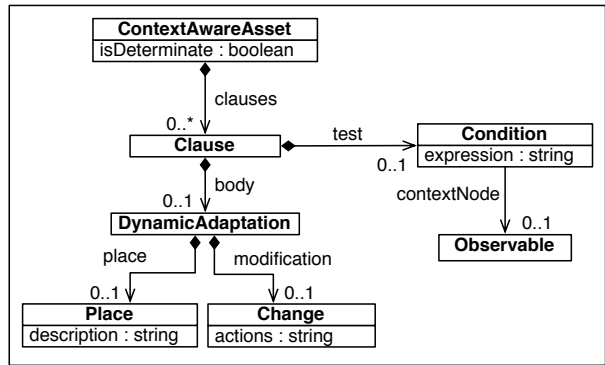 ContextAwareAsset
isDeterminate : boolean
clauses
0..*
Clause
test
0..1
Condition
expression : string
body
0..1
contextNode
0..1
DynamicAdaptation
Observable
place
modification
0..1
0..1
Place
description : string
Change
actions : string